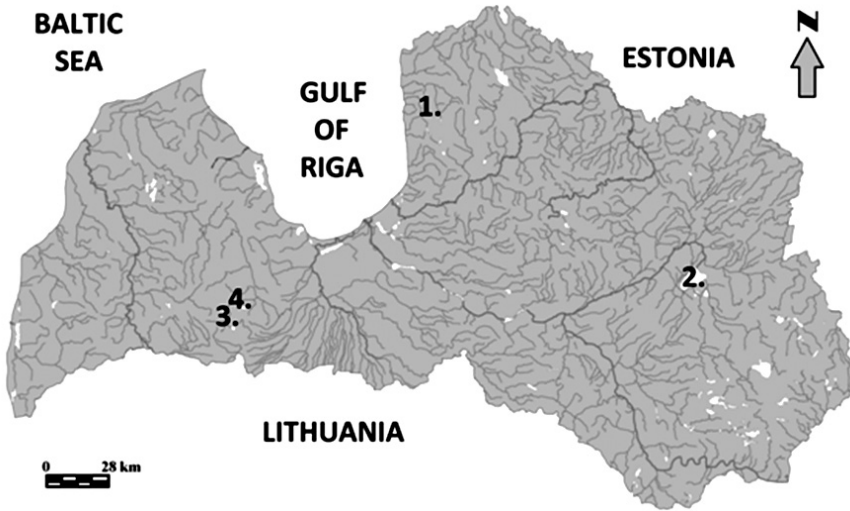 BALTIC
SEA
GULF
OF
RIGA
ESTONIA
N
1.
2.
4.
3.
LITHUANIA
0 28 km